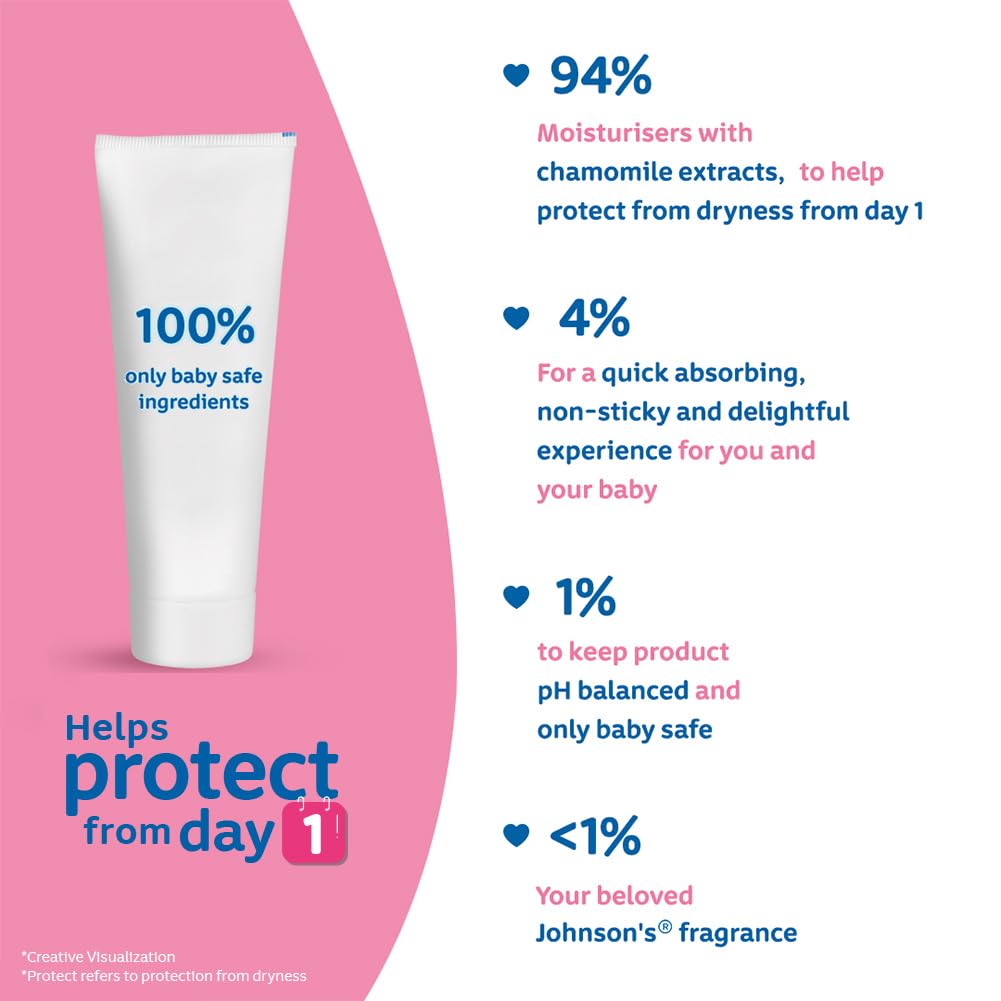 100%
only baby safe
ingredients
Helps
protect
from day 1
*Creative Visualization
*Protect refers to protection from dryness
94%
Moisturisers with
chamomile extracts, to help
protect from dryness from day 1
4%
For a quick absorbing,
non-sticky and delightful
experience for you and
your baby
1%
to keep product
pH balanced and
only baby safe
<1%
Your beloved
Johnson's® fragrance